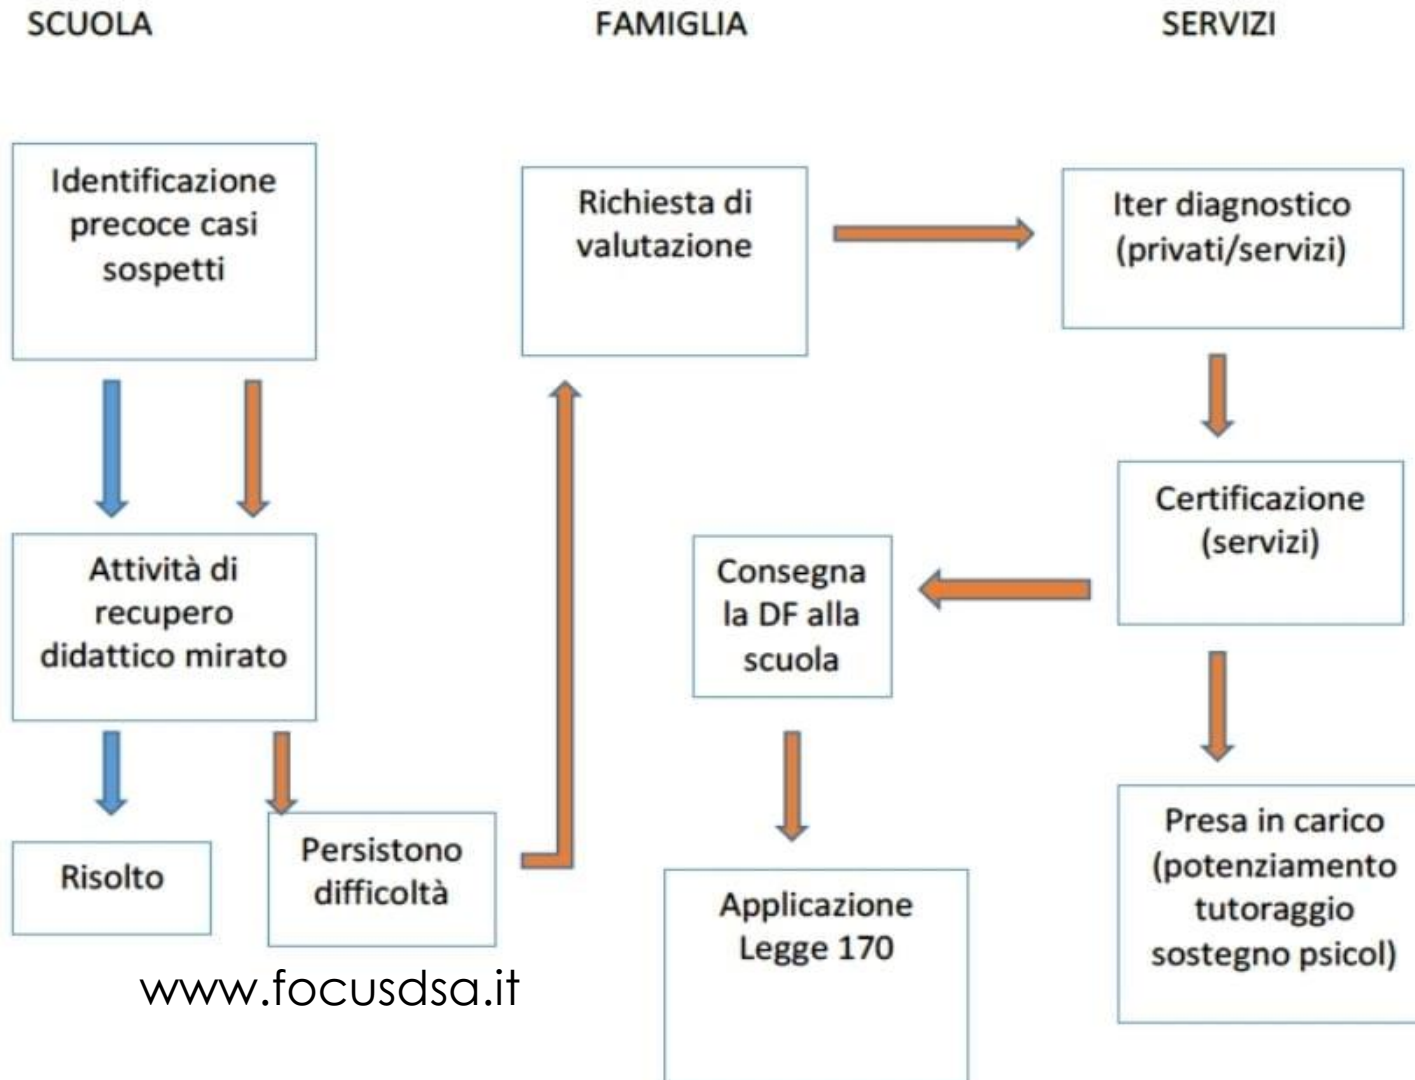 SCUOLA
FAMIGLIA
SERVIZI
Identificazione
precoce casi
sospetti
Richiesta di
valutazione
Iter diagnostico
(privati/servizi)
Attività di
recupero
didattico mirato
Consegna
la DF alla
scuola
Certificazione
(servizi)
Risolto
Persistono
difficoltà
Applicazione
Legge 170
Presa in carico
(potenziamento
tutoraggio
sostegno psicol)
www.focusdsa.it